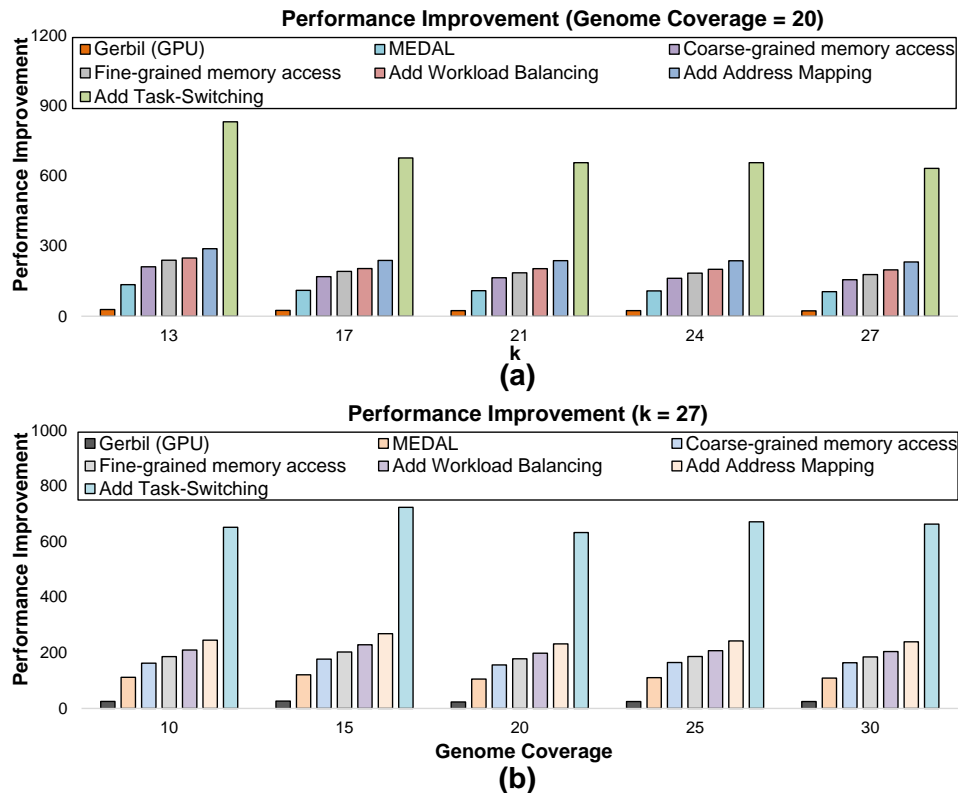 Performance Improvement (Genome Coverage = 20)
1200
900
600
300
0
Performance Improvement
Gerbil (GPU) MEDAL Coarse-grained memory access
Fine-grained memory access Add Workload Balancing Add Address Mapping
Add Task-Switching
13 17 21 24 27
k
(a)
Performance Improvement (k = 27)
1000
800
600
400
200
0
Performance Improvement
Gerbil (GPU) MEDAL Coarse-grained memory access
Fine-grained memory access Add Workload Balancing Add Address Mapping
Add Task-Switching
10 15 20 25 30
Genome Coverage
(b)